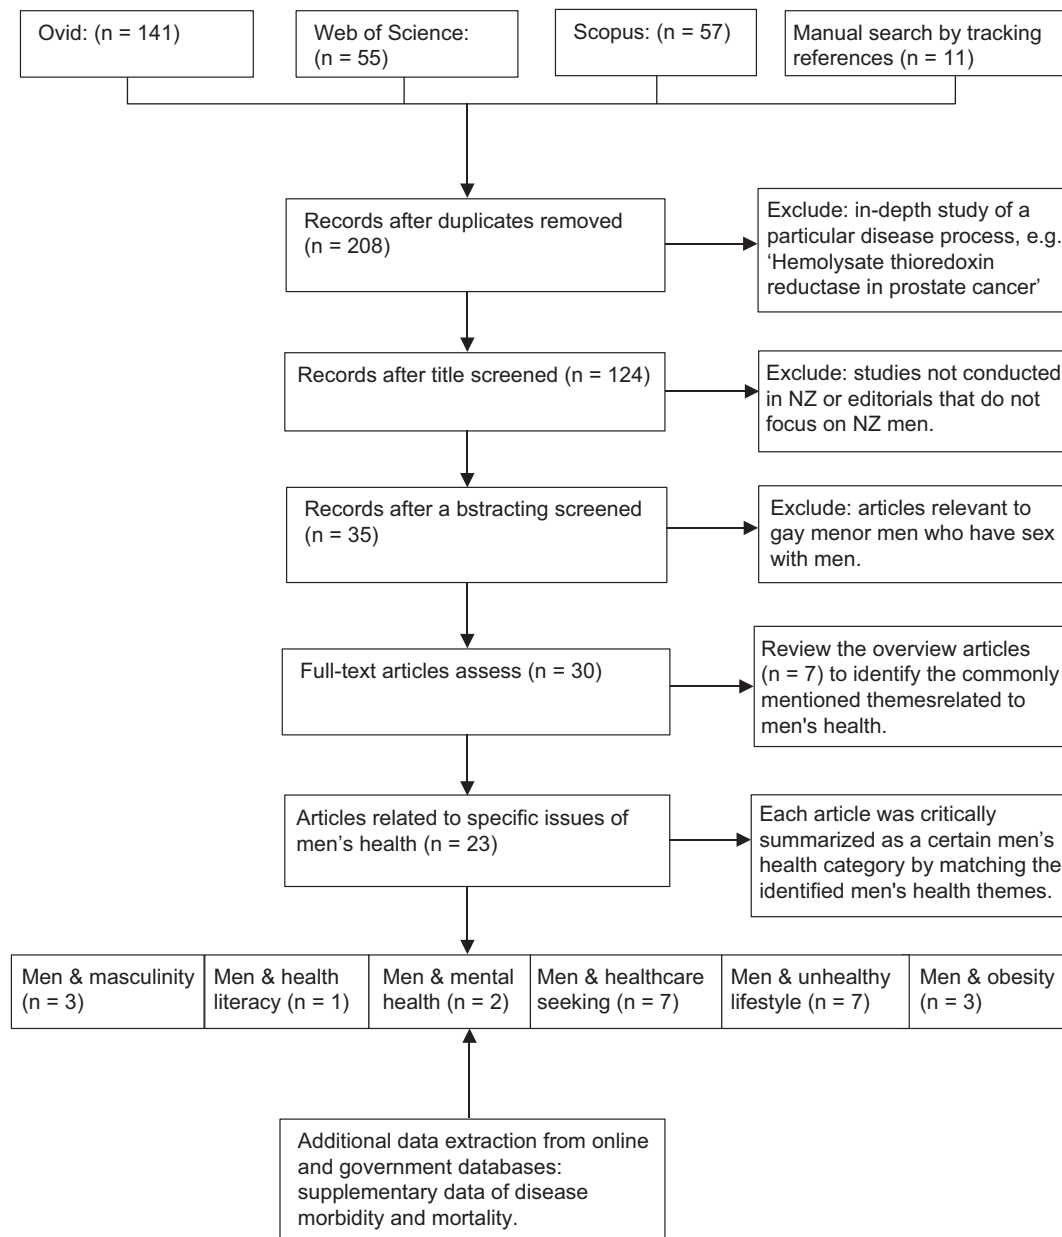 Ovid: (n = 141)
Web of Science:
(n = 55)
Scopus: (n = 57)
Manual search by tracking
references (n = 11)
Records after duplicates removed
(n = 208)
Exclude: in-depth study of a
particular disease process, e.g.
‘Hemolysate thioredoxin
reductase in prostate cancer’
Records after title screened (n = 124)
Exclude: studies not conducted
in NZ or editorials that do not
focus on NZ men.
Records after a bstracting screened
(n = 35)
Exclude: articles relevant to
gay menor men who have sex
with men.
Full-text articles assess (n = 30)
Review the overview articles
(n = 7) to identify the commonly
mentioned themesrelated to
men's health.
Articles related to specific issues of
men’s health (n = 23)
Each article was critically
summarized as a certain men’s
health category by matching the
identified men's health themes.
Men & masculinity
(n = 3)
Men & health
literacy (n = 1)
Men & mental
health (n = 2)
Men & healthcare
seeking (n = 7)
Men & unhealthy
lifestyle (n = 7)
Men & obesity
(n = 3)
Additional data extraction from online
and government databases:
supplementary data of disease
morbidity and mortality.